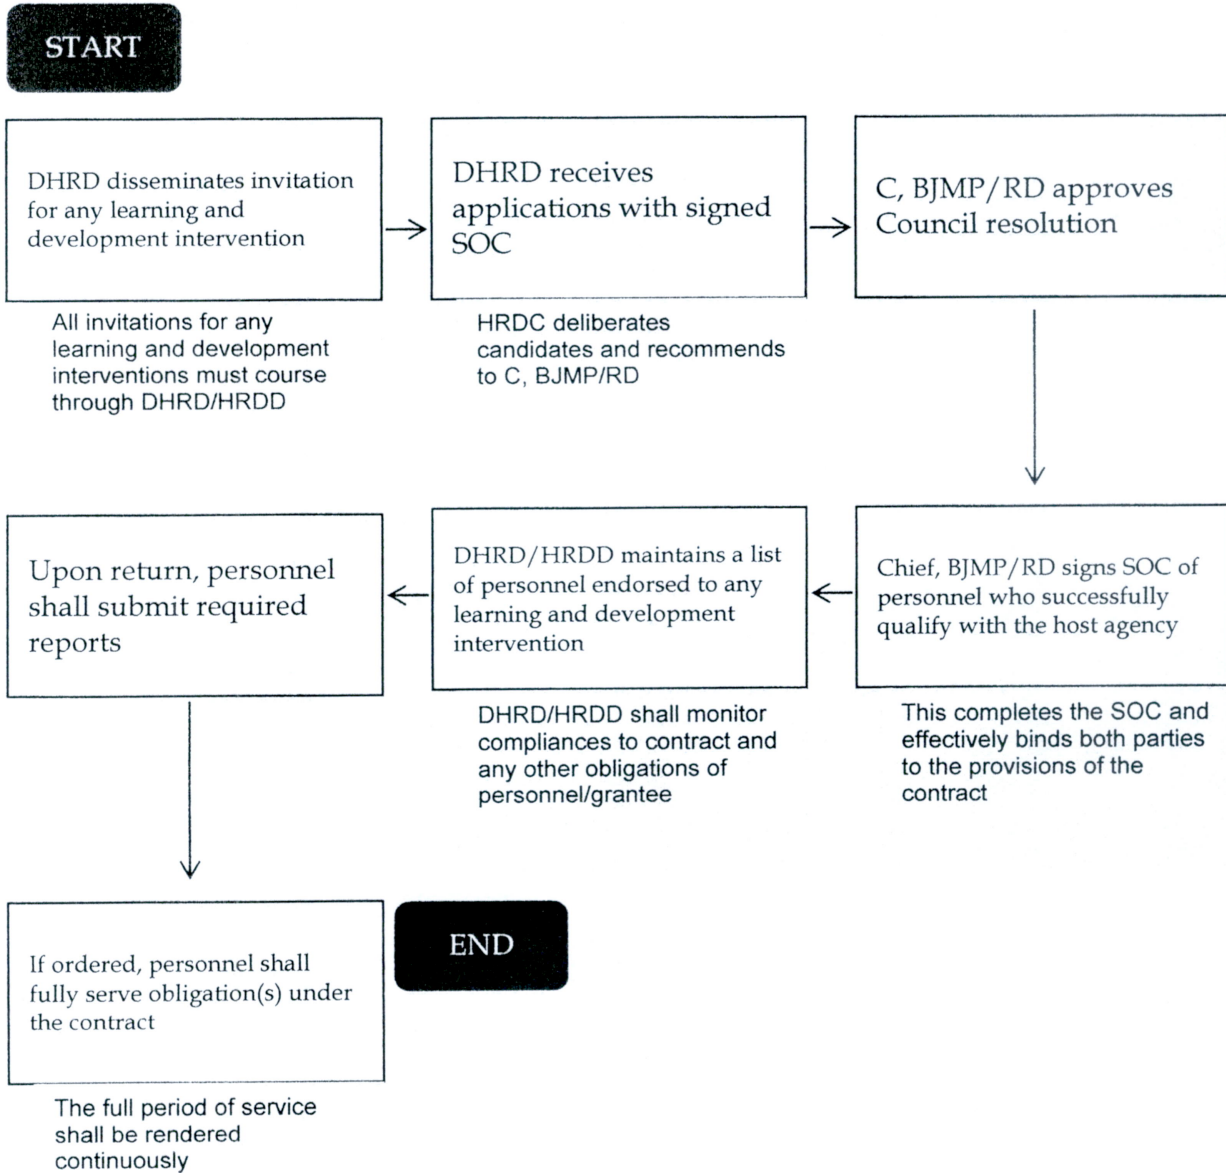 START
DHRD disseminates invitation
for any learning and
development intervention
All invitations for any
learning and development
interventions must course
through DHRD/HRDD
DHRD receives
applications with signed
SOC
HRDC deliberates
candidates and recommends
to C, BJMP/RD
C, BJMP/RD approves
Council resolution
Chief, BJMP/RD signs SOC of
personnel who successfully
qualify with the host agency
This completes the SOC and
effectively binds both parties
to the provisions of the
contract
DHRD/HRDD maintains a list
of personnel endorsed to any
learning and development
intervention
DHRD/HRDD shall monitor
compliances to contract and
any other obligations of
personnel/grantee
Upon return, personnel
shall submit required
reports
If ordered, personnel shall
fully serve obligation(s) under
the contract
The full period of service
shall be rendered
continuously
END